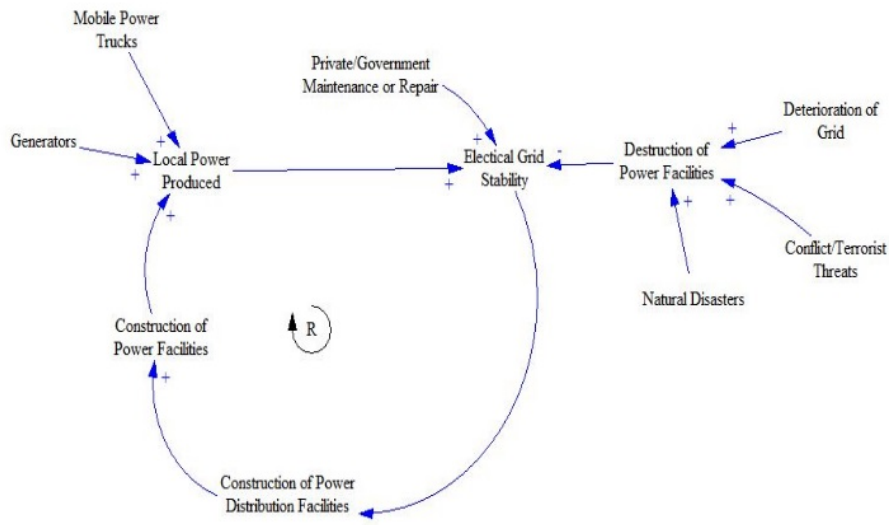 Mobile Power
Trucks
Private/Government
Maintenance or Repair
Deterioration of
Grid
Generators
+
+
Local Power
Produced
+
+
+
Electical Grid
Stability
-
Destruction of
Power Facilities
+
+
+
+
Conflict/Terrorist
Threats
Natural Disasters
Construction of
Power Facilities
R
+
Construction of Power
Distribution Facilities
+